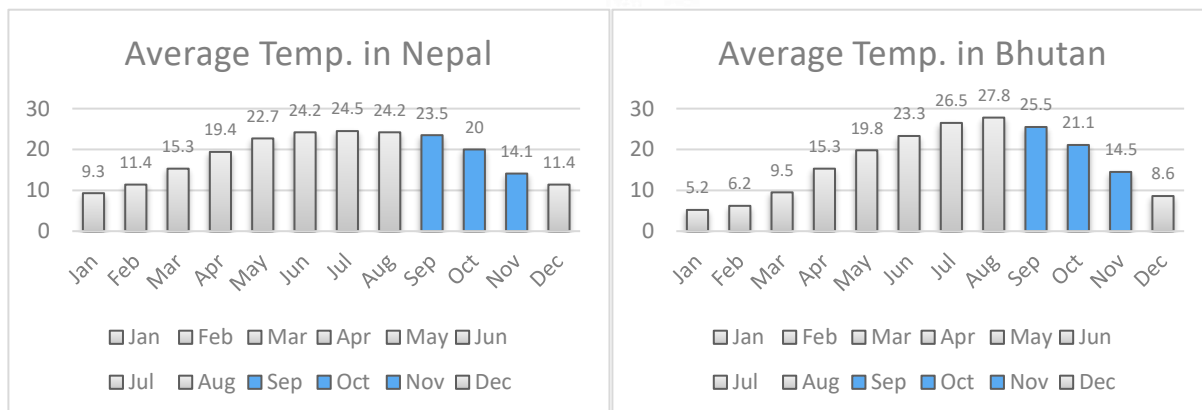 Average Temp. in Nepal
30
20
10
0
9.3 11.4 15.3 19.4 22.7 24.2 24.5 24.2 23.5 20 14.1 11.4
Jan Feb Mar Apr May Jun Jul Aug Sep Oct Nov Dec
Jan Feb Mar Apr May Jun
Jul Aug Sep Oct Nov Dec
Average Temp. in Bhutan
30
20
10
0
5.2 6.2 9.5 15.3 19.8 23.3 26.5 27.8 25.5 21.1 14.5 8.6
Jan Feb Mar Apr May Jun Jul Aug Sep Oct Nov Dec
Jan Feb Mar Apr May Jun
Jul Aug Sep Oct Nov Dec